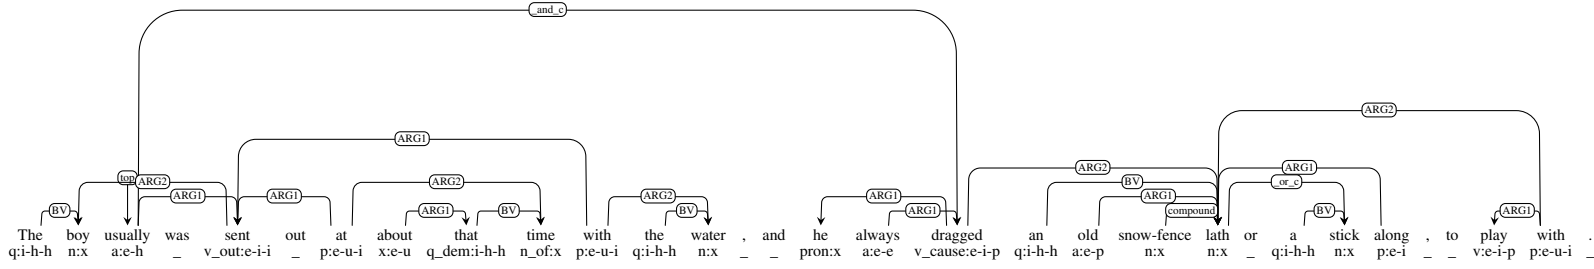 _and_c
ARG2
ARG1
ARG2 ARG1
top ARG2 ARG1 ARG1 ARG2 ARG2 ARG1 BV ARG1 _or_c
BV ARG1 BV BV ARG1 compound BV ARG1
The boy usually was sent out at about that time with the water , and he always dragged an old snow-fence lath or a stick along , to play with .
q:i-h-h n:x a:e-h _ v_out:e-i-i _ p:e-u-i x:e-u q_dem:i-h-h n_of:x p:e-u-i q:i-h-h n:x _ _ pron:x a:e-e v_cause:e-i-p q:i-h-h a:e-p n:x n:x _ q:i-h-h n:x p:e-i _ _ v:e-i-p p:e-u-i _